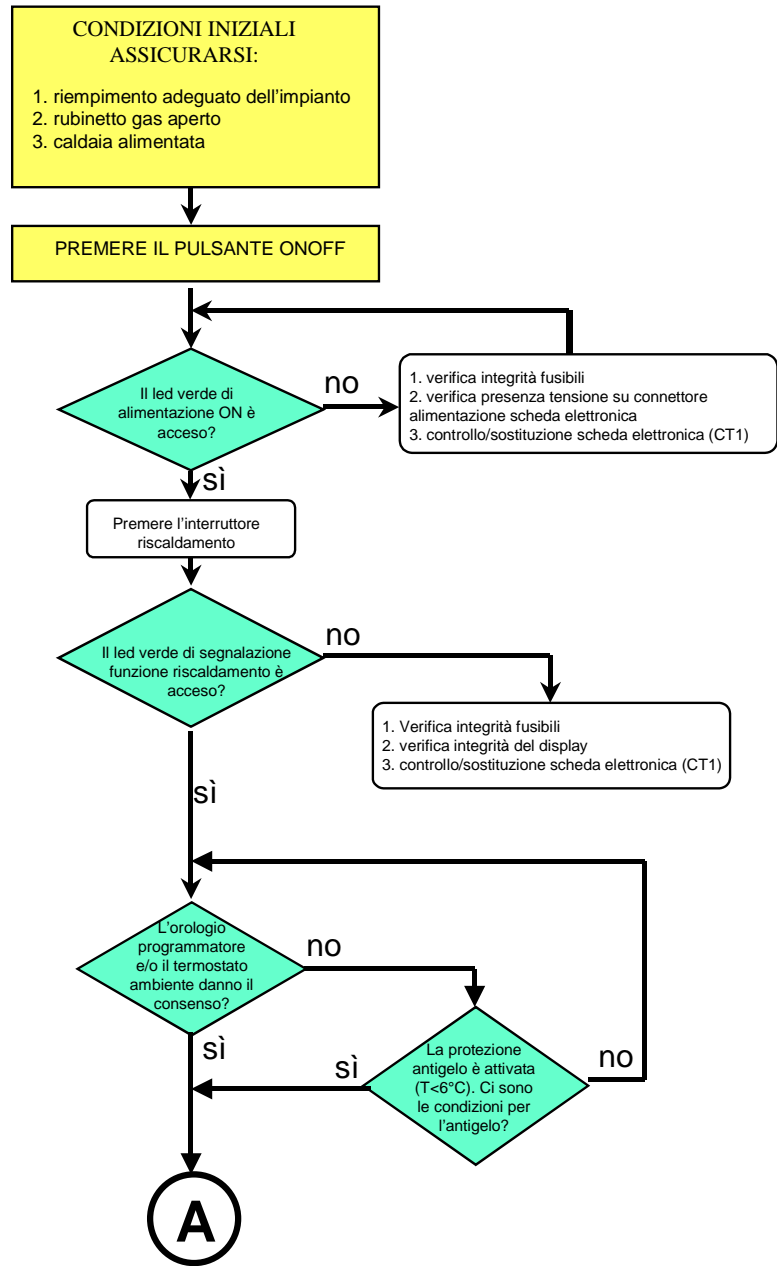 CONDIZIONI INIZIALI
ASSICURARSI:
1. riempimento adeguato dell'impianto
2. rubinetto gas aperto
3. caldaia alimentata
PREMERE IL PULSANTE ONOFF
Il led verde di
alimentazione ON è
acceso?
no
1. verifica integrità fusibili
2. verifica presenza tensione su connettore
alimentazione scheda elettronica
3. controllo/sostituzione scheda elettronica (CT1)
sì
Premere l'interruttore
riscaldamento
Il led verde di segnalazione
funzione riscaldamento è
acceso?
no
1. Verifica integrità fusibili
2. verifica integrità del display
3. controllo/sostituzione scheda elettronica (CT1)
sì
L'orologio
programmatore
e/o il termostato
ambiente danno il
consenso?
no
sì
La protezione
antigelo è attivata
(T<6°C). Ci sono
le condizioni per
l'antigelo?
sì
no
A